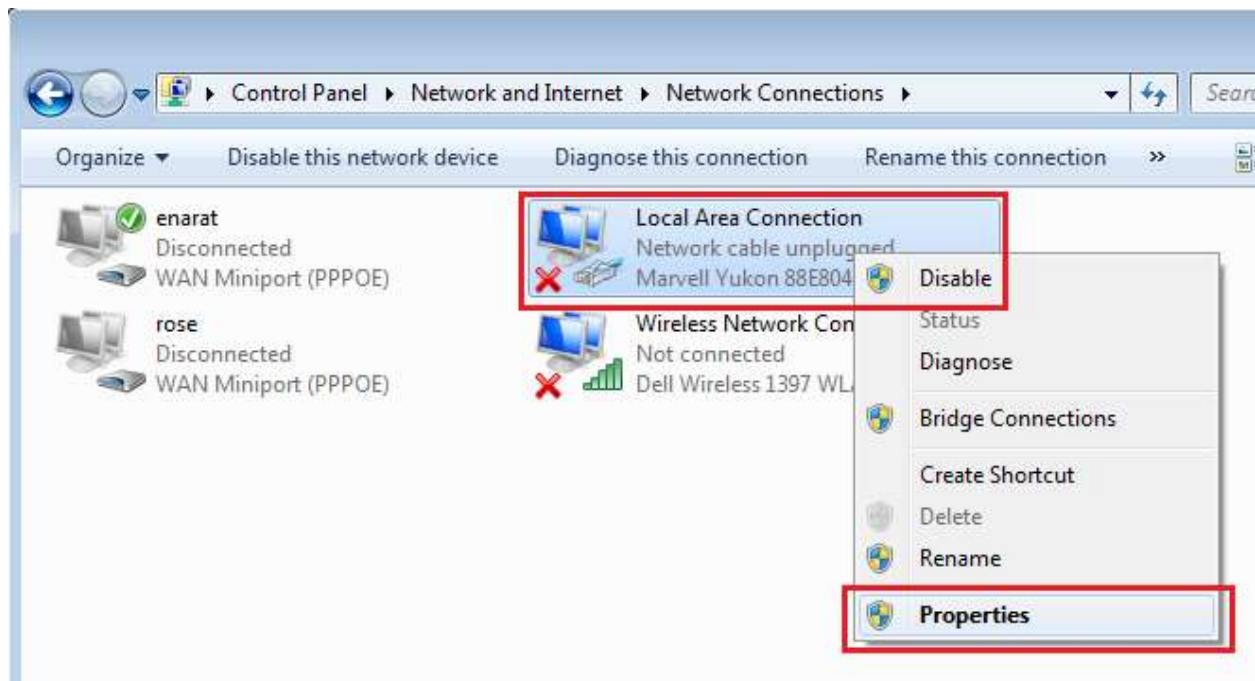 Control Panel Network and Internet Network Connections
Organize Disable this network device Diagnose this connection Rename this connection »
enarat
Disconnected
WAN Miniport (PPPOE)
rose
Disconnected
WAN Miniport (PPPOE)
Local Area Connection
Network cable unplugged
Marvell Yukon 88E804
Wireless Network Con
Not connected
Dell Wireless 1397
Disable
Status
Diagnose
Bridge Connections
Create Shortcut
Delete
Rename
Properties